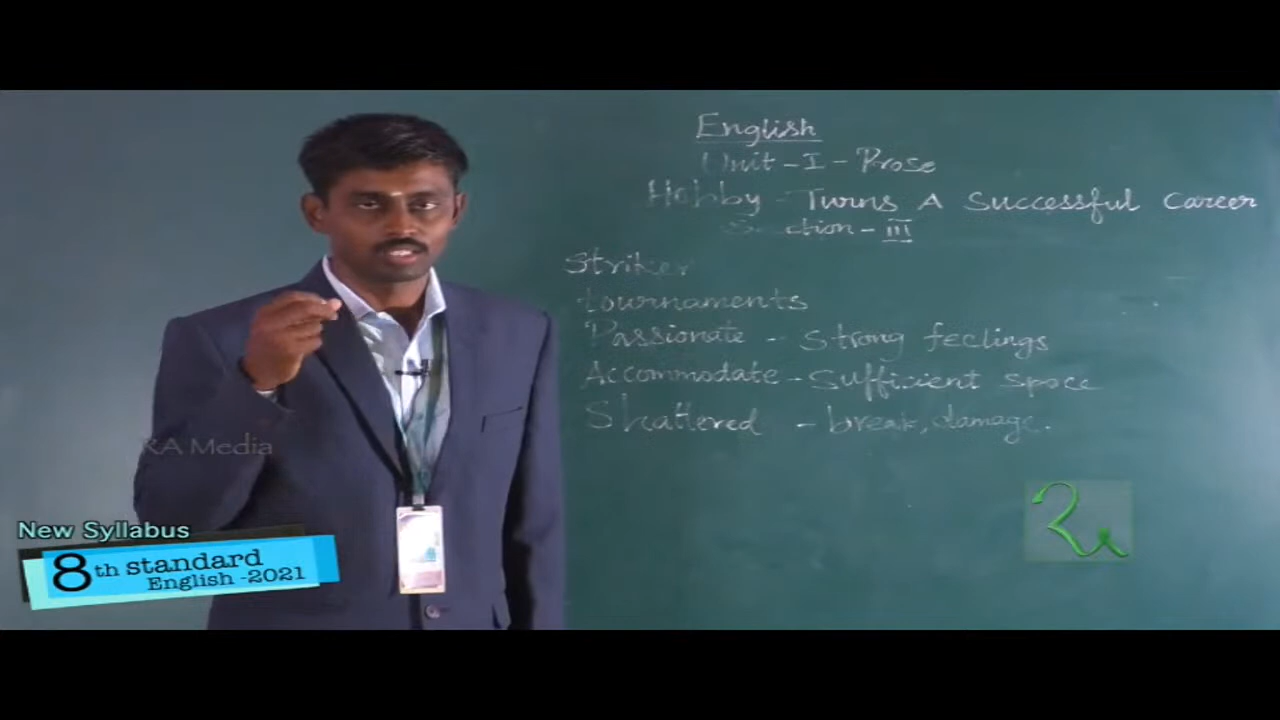 English
Unit - I - Prose
Hobby - Turns A Successful Career
Section - III
Striker
tournaments
Passionate - Strong feelings
Accommodate - Sufficient space
Shattered - break, damage.
RA Media
New Syllabus
8th standard
English -2021